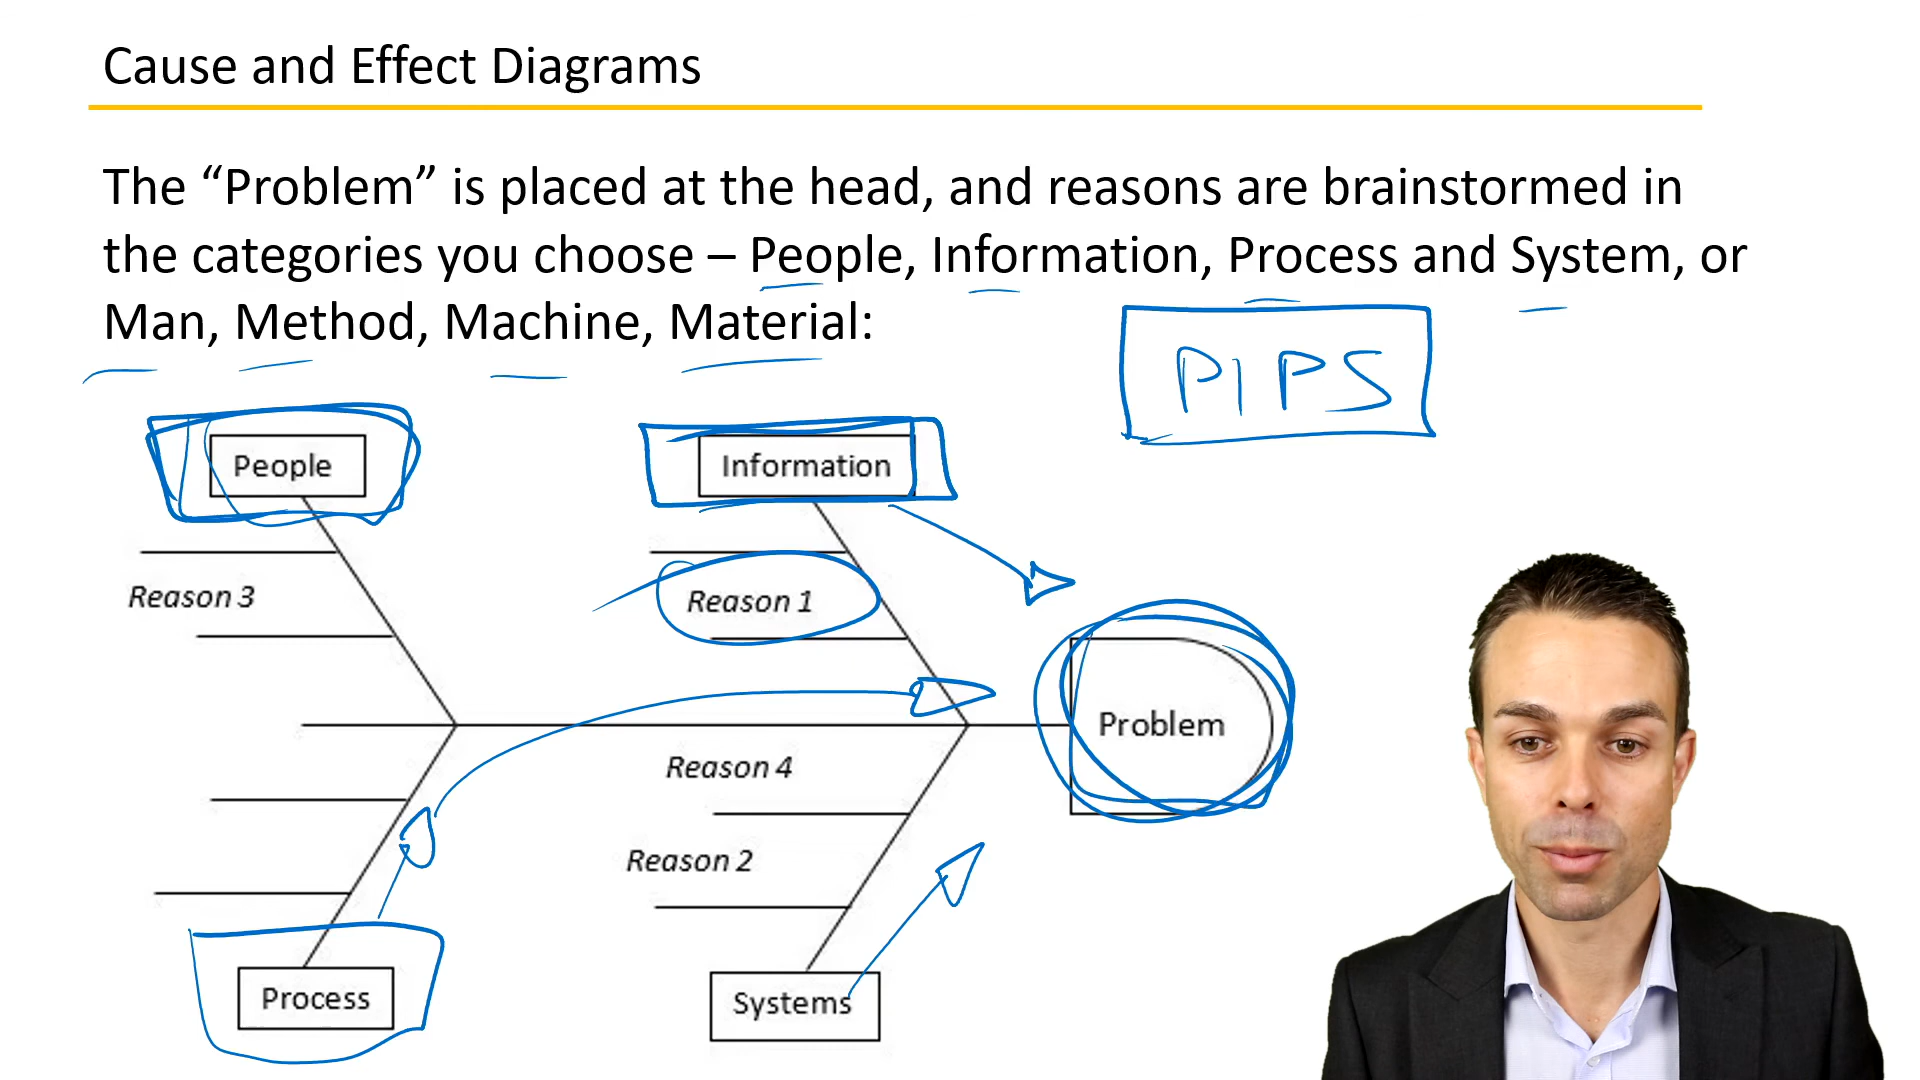 Cause and Effect Diagrams
The “Problem” is placed at the head, and reasons are brainstormed in
the categories you choose – People, Information, Process and System, or
Man, Method, Machine, Material:
PIPS
People
Information
Reason 3
Reason 1
Problem
Reason 4
Reason 2
Process
Systems